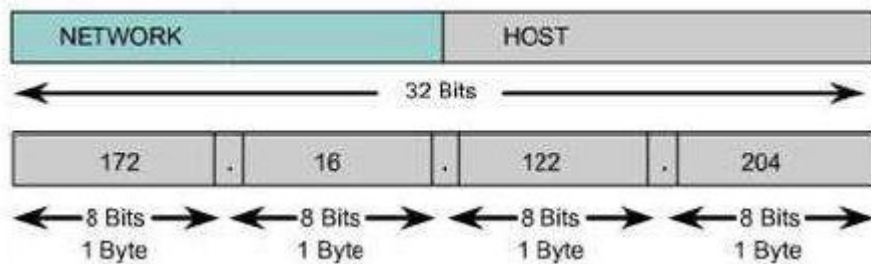 NETWORK HOST
32 Bits
172 . 16 . 122 . 204
8 Bits 8 Bits 8 Bits 8 Bits
1 Byte 1 Byte 1 Byte 1 Byte